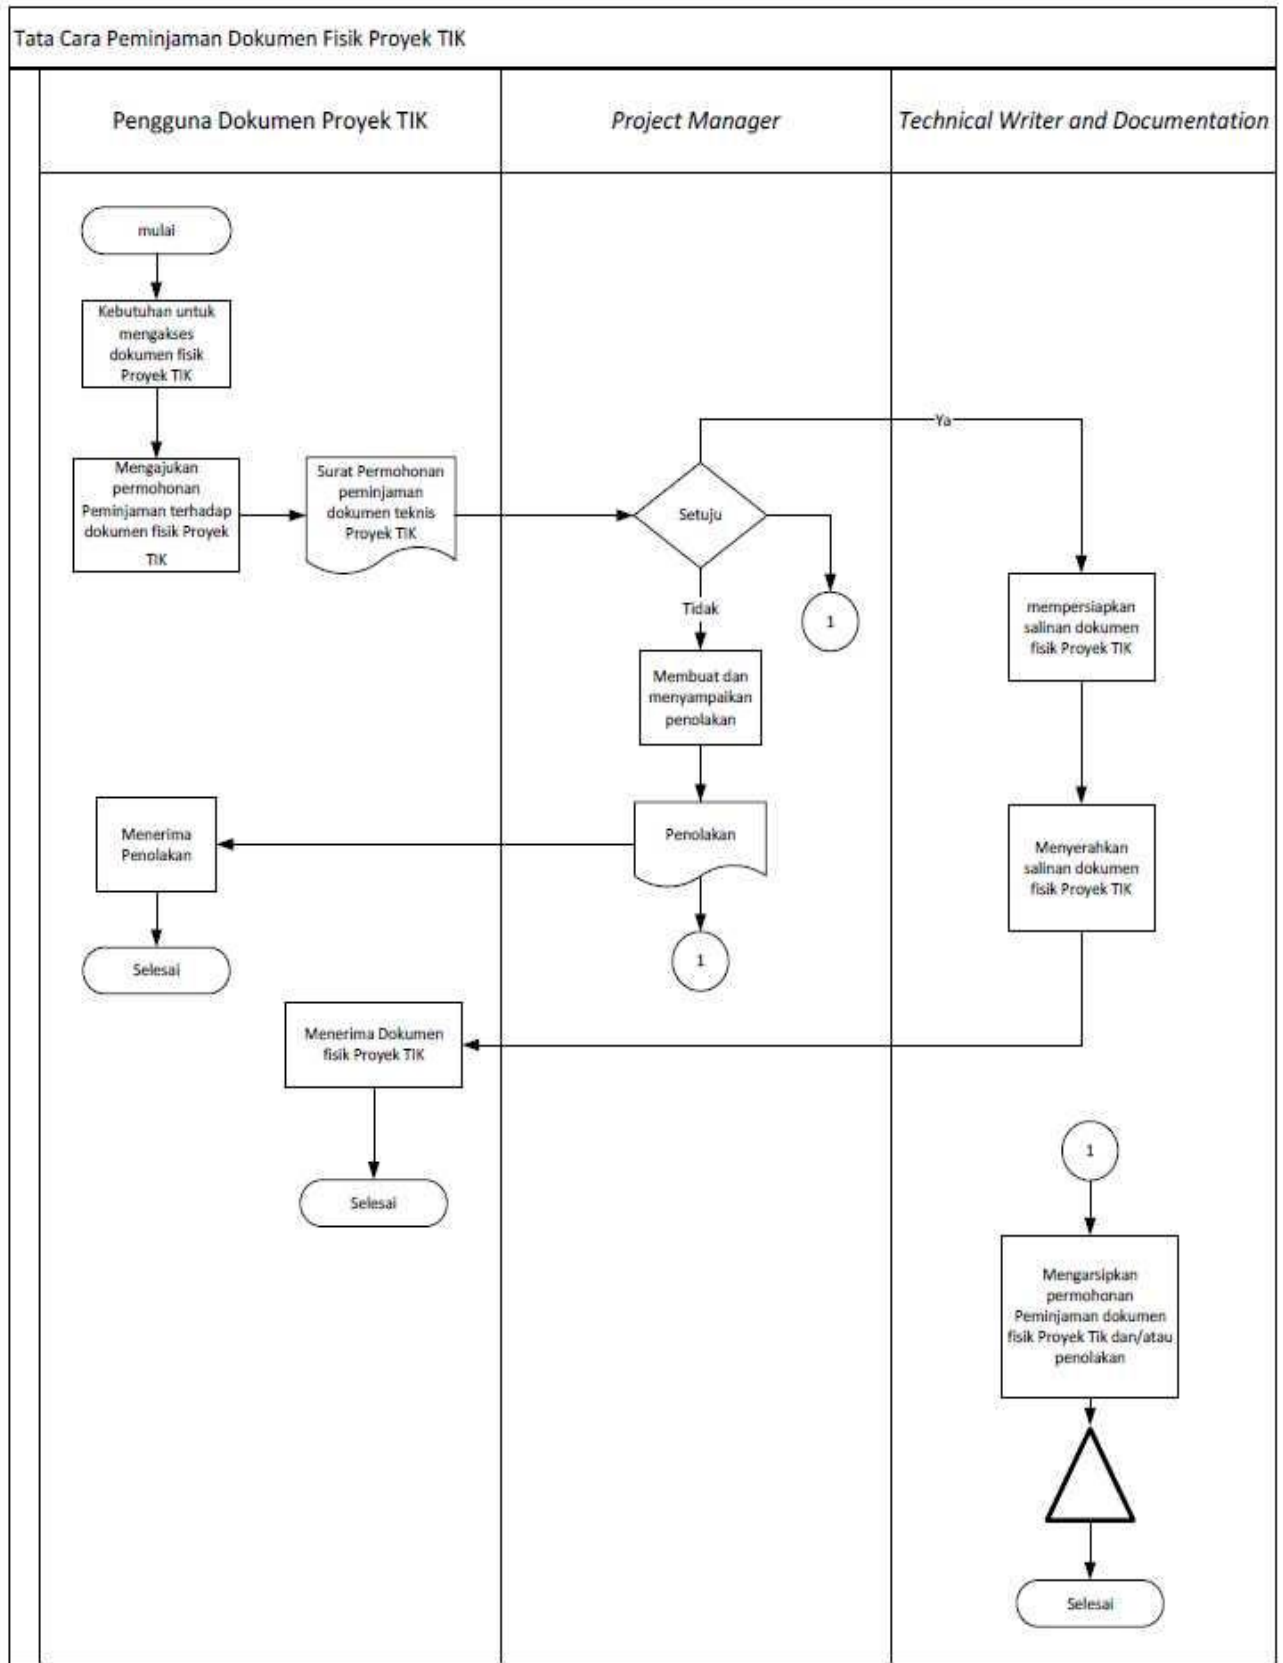 Tata Cara Peminjaman Dokumen Fisik Proyek TIK
Pengguna Dokumen Proyek TIK
Project Manager
Technical Writer and Documentation
mulai
Kebutuhan untuk
mengakses
dokumen fisik
Proyek TIK
Mengajukan
permohonan
Peminjaman terhadap
dokumen fisik Proyek
TIK
Surat Permohonan
peminjaman
dokumen teknis
Proyek TIK
Setuju
Ya
Tidak
1
mempersiapkan
salinan dokumen
fisik Proyek TIK
Membuat dan
menyampaikan
penolakan
Menerima
Penolakan
Penolakan
Menyerahkan
salinan dokumen
fisik Proyek TIK
Selesai
1
Menerima Dokumen
fisik Proyek TIK
Selesai
1
Mengarsipkan
permohonan
Peminjaman dokumen
fisik Proyek Tik dan/atau
penolakan
Selesai